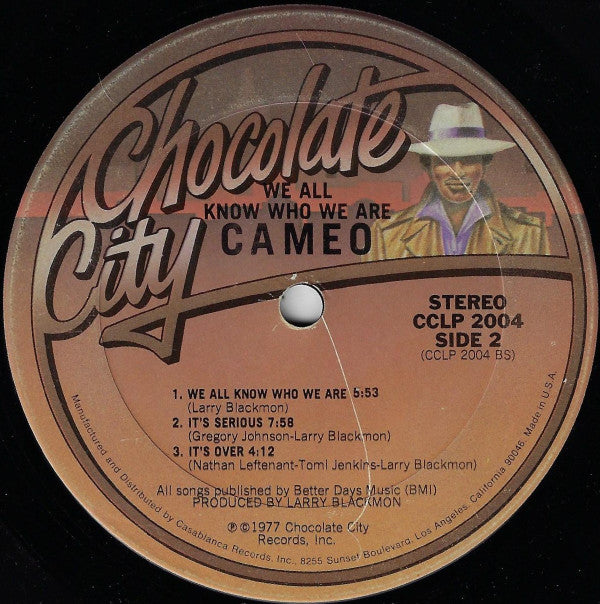 Chocolate
City
WE ALL
KNOW WHO WE ARE
CAMEO
STEREO
CCLP 2004
SIDE 2
(CCLP 2004 BS)
1. WE ALL KNOW WHO WE ARE 5:53
(Larry Blackmon)
2. IT'S SERIOUS 7:58
(Gregory Johnson-Larry Blackmon)
3. IT'S OVER 4:12
(Nathan Leftenant-Tomi Jenkins-Larry Blackmon)
All songs published by Better Days Music (BMI)
PRODUCED BY LARRY BLACKMON
℗ © 1977 Chocolate City
Records, Inc.
Manufactured and Distributed by Casablanca Records, Inc., 8255 Sunset Boulevard, Los Angeles, California 90046 Made in U.S.A.